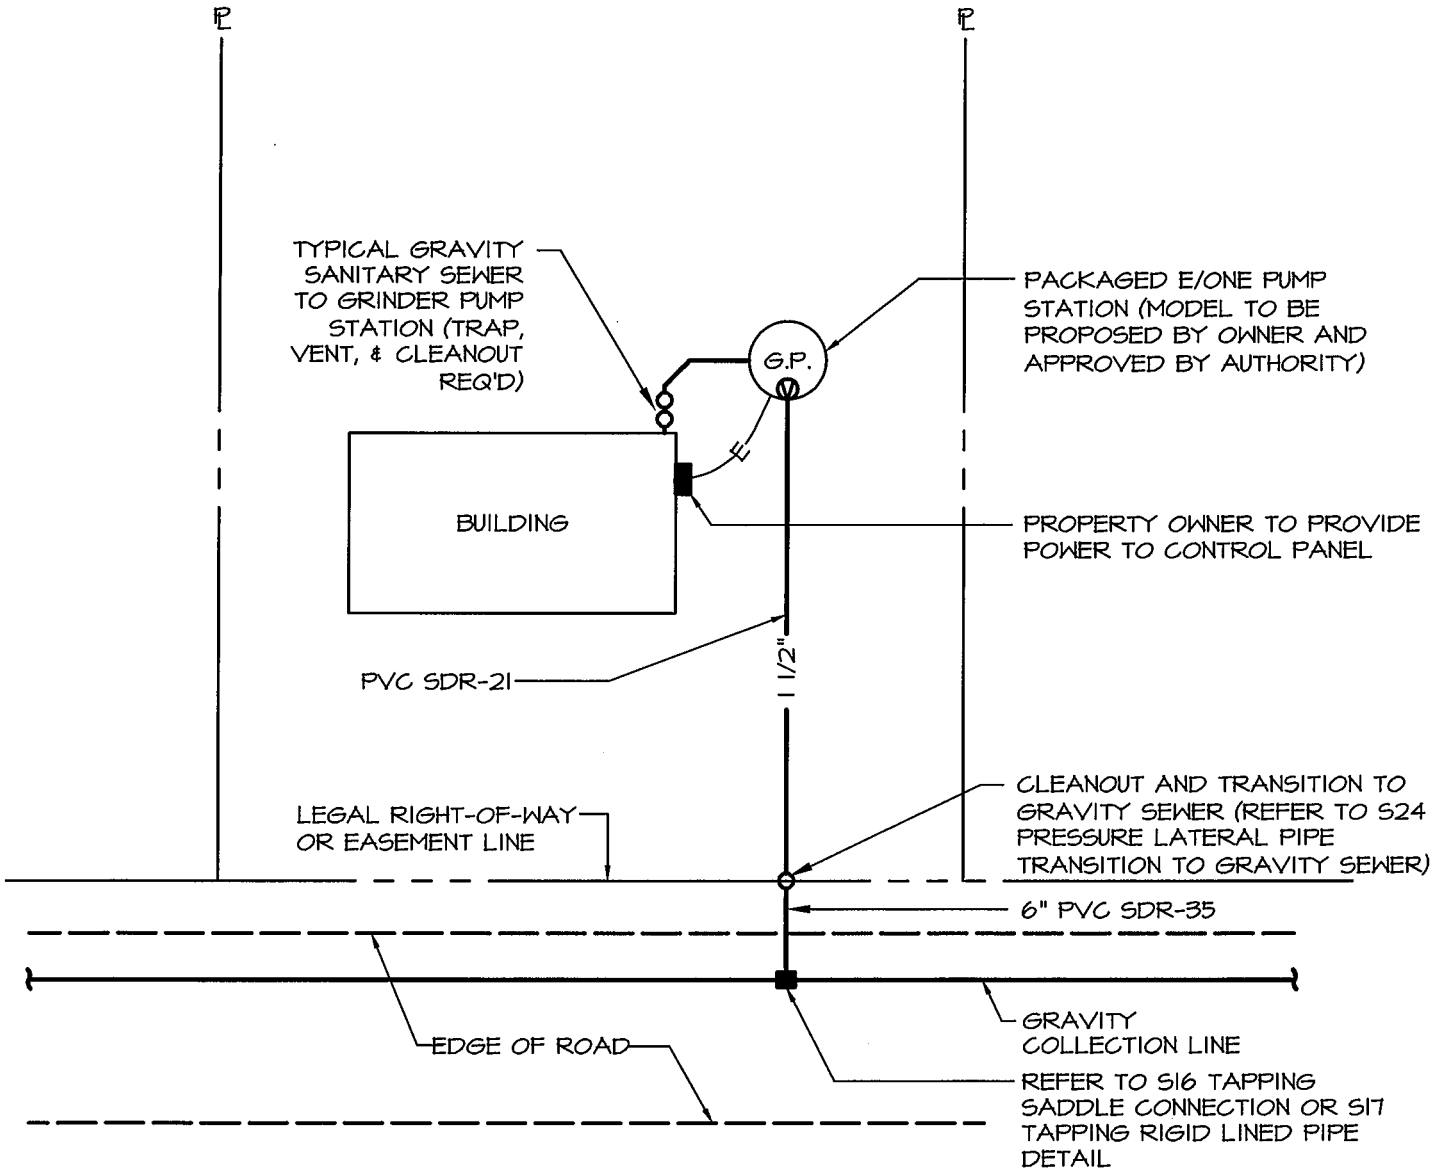 PL
PL
TYPICAL GRAVITY
SANITARY SEWER
TO GRINDER PUMP
STATION (TRAP,
VENT, & CLEANOUT
REQ'D)
PACKAGED E/ONE PUMP
STATION (MODEL TO BE
PROPOSED BY OWNER AND
APPROVED BY AUTHORITY)
G.P.
V
E
BUILDING
PROPERTY OWNER TO PROVIDE
POWER TO CONTROL PANEL
1 1/2"
PVC SDR-21
CLEANOUT AND TRANSITION TO
GRAVITY SEWER (REFER TO S24
PRESSURE LATERAL PIPE
TRANSITION TO GRAVITY SEWER)
LEGAL RIGHT-OF-WAY
OR EASEMENT LINE
6" PVC SDR-35
GRAVITY
COLLECTION LINE
EDGE OF ROAD
REFER TO S16 TAPPING
SADDLE CONNECTION OR S17
TAPPING RIGID LINED PIPE
DETAIL